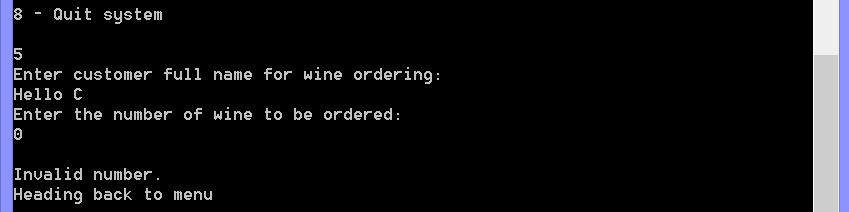 8 - Quit system
5
Enter customer full name for wine ordering:
Hello C
Enter the number of wine to be ordered:
0
Invalid number.
Heading back to menu